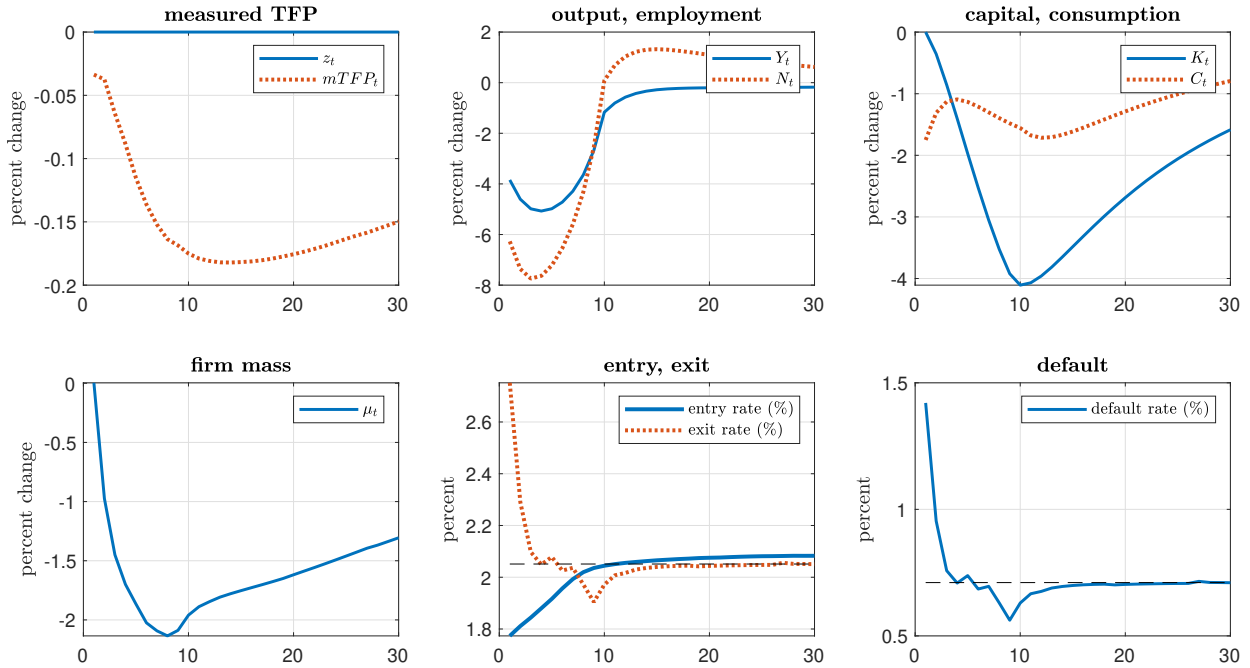 measured TFP
percent change
0
-0.05
-0.1
-0.15
-0.2
0
10
20
30
z_t
mTFP_t
output, employment
percent change
2
0
-2
-4
-6
-8
0
10
20
30
Y_t
N_t
capital, consumption
percent change
0
-1
-2
-3
-4
0
10
20
30
K_t
C_t
firm mass
percent change
0
-0.5
-1
-1.5
-2
0
10
20
30
μ_t
entry, exit
percent
2.6
2.4
2.2
2
1.8
0
10
20
30
entry rate (%)
exit rate (%)
default
percent
1.5
1
0.5
0
10
20
30
default rate (%)